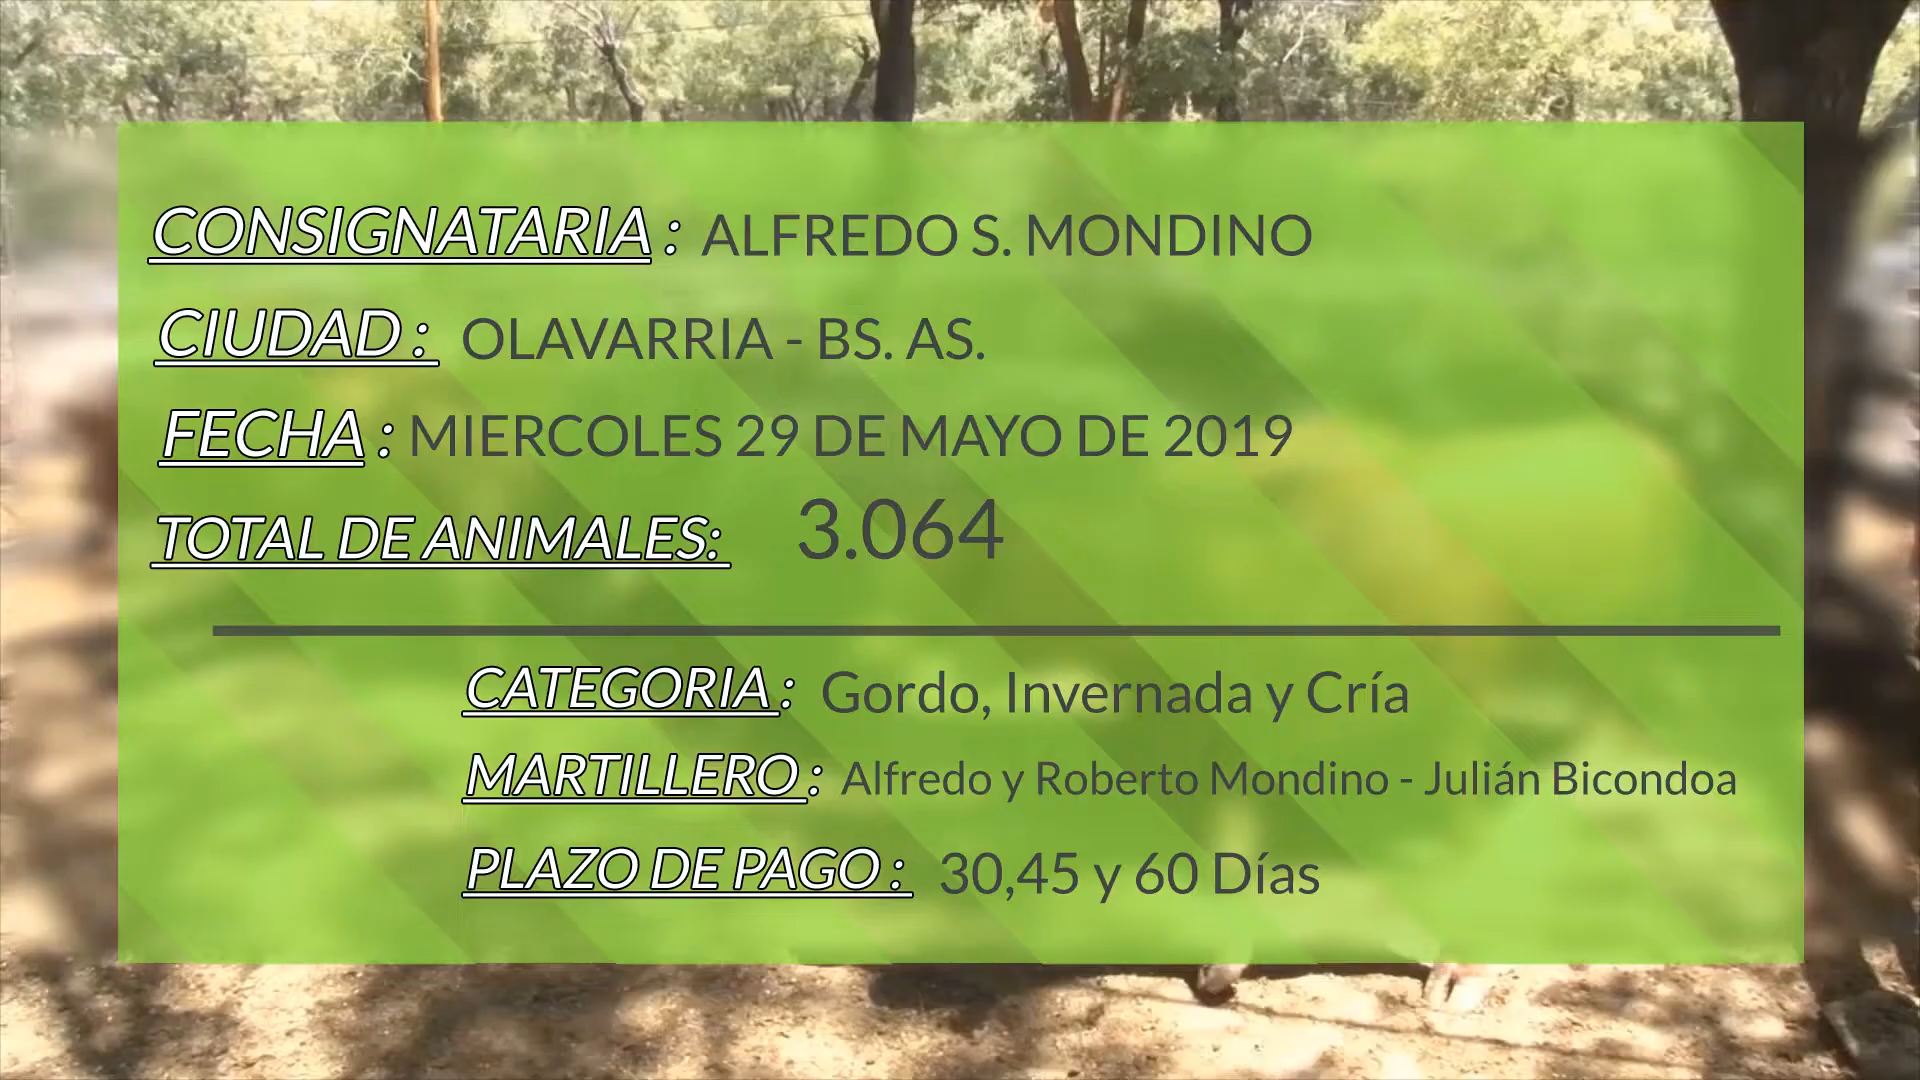 CONSIGNATARIA : ALFREDO S. MONDINO
CIUDAD : OLAVARRIA - BS. AS.
FECHA : MIERCOLES 29 DE MAYO DE 2019
TOTAL DE ANIMALES: 3.064
CATEGORIA : Gordo, Invernada y Cría
MARTILLERO : Alfredo y Roberto Mondino - Julián Bicondoa
PLAZO DE PAGO : 30,45 y 60 Días